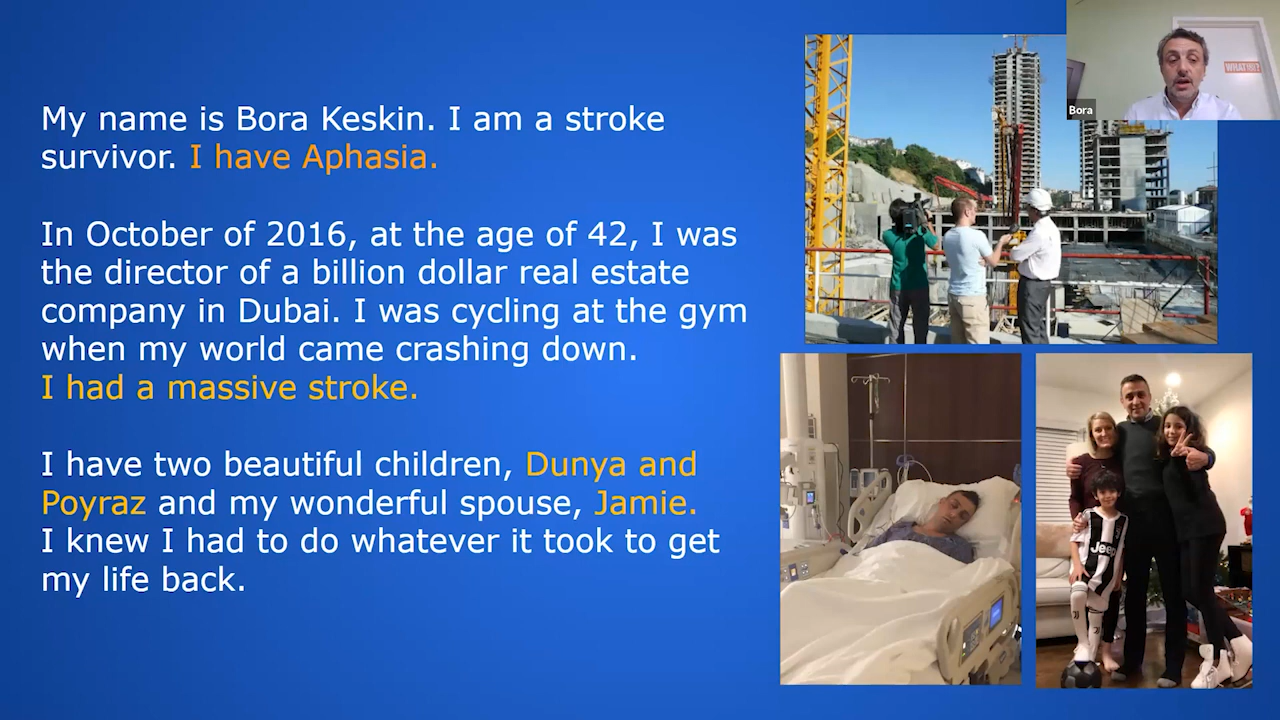 My name is Bora Keskin. I am a stroke
survivor. I have Aphasia.
In October of 2016, at the age of 42, I was
the director of a billion dollar real estate
company in Dubai. I was cycling at the gym
when my world came crashing down.
I had a massive stroke.
I have two beautiful children, Dunya and
Poyraz and my wonderful spouse, Jamie.
I knew I had to do whatever it took to get
my life back.
Bora
Jeep